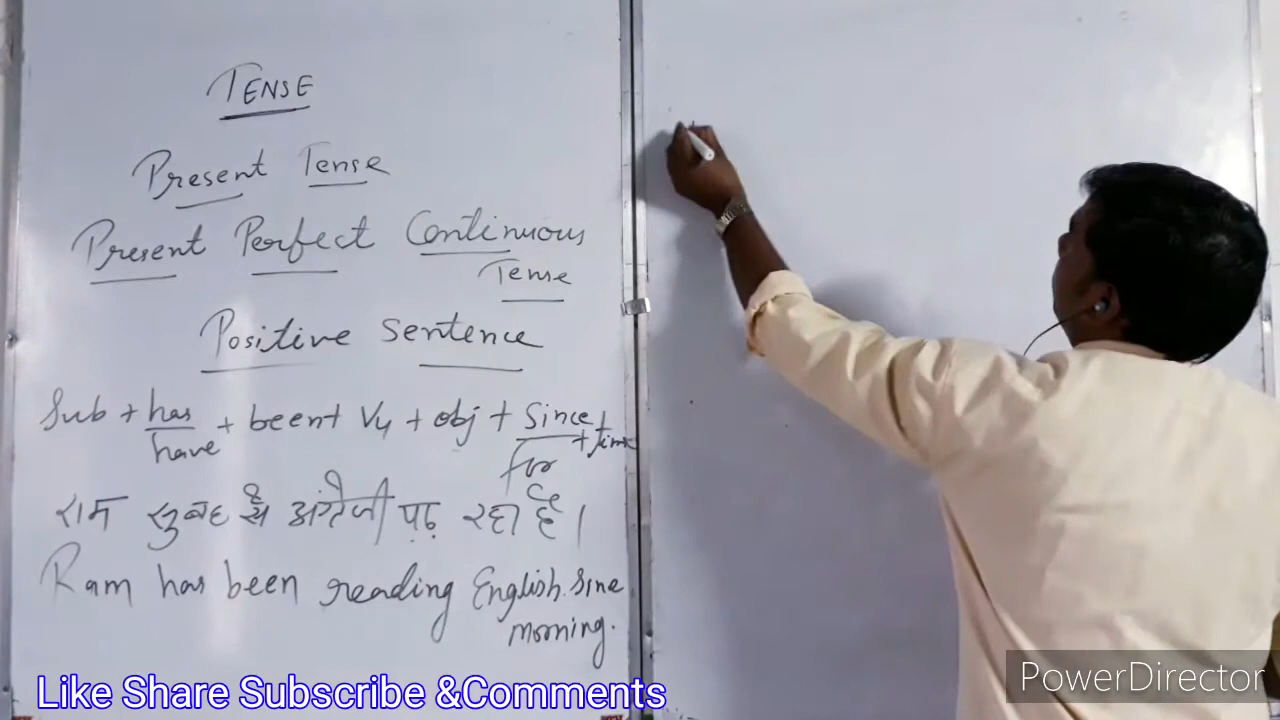 TENSE
Present Tense
Present Perfect Continuous
Tense
Positive Sentence
Sub + has + been + V4 + obj + Since + time
have for
राम सुबह से अंग्रेजी पढ़ रहा है।
Ram has been reading English. Sine
morning.
Like Share Subscribe &Comments
PowerDirector